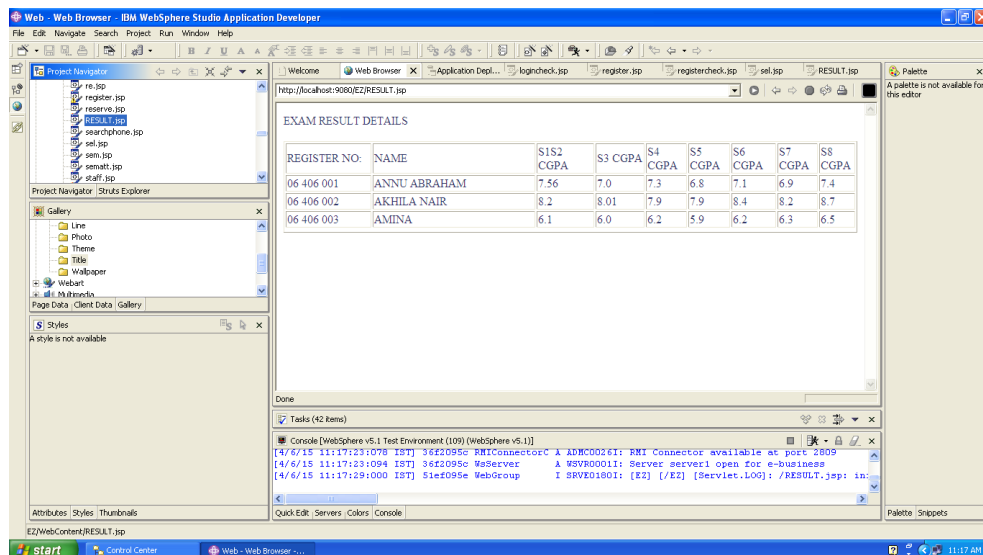 Web - Web Browser - IBM WebSphere Studio Application Developer
File Edit Navigate Search Project Run Window Help
Project Navigator
re.jsp
register.jsp
reserve.jsp
RESULT.jsp
searchphone.jsp
sel.jsp
sem.jsp
sematt.jsp
staff.jsp
Project Navigator Struts Explorer
Gallery
Line
Photo
Theme
Title
Wallpaper
Webart
Multimedia
Page Data Client Data Gallery
Styles
A style is not available
Attributes Styles Thumbnails
Welcome Web Browser Application Depl... logincheck.jsp register.jsp registercheck.jsp sel.jsp RESULT.jsp
http://localhost:9080/EZ/RESULT.jsp
EXAM RESULT DETAILS
REGISTER NO: NAME S1S2 CGPA S3 CGPA S4 CGPA S5 CGPA S6 CGPA S7 CGPA S8 CGPA
06 406 001 ANNU ABRAHAM 7.56 7.0 7.3 6.8 7.1 6.9 7.4
06 406 002 AKHILA NAIR 8.2 8.01 7.9 7.9 8.4 8.2 8.7
06 406 003 AMINA 6.1 6.0 6.2 5.9 6.2 6.3 6.5
Done
Tasks (42 items)
Console [WebSphere v5.1 Test Environment (109) (WebSphere v5.1)]
[4/6/15 11:17:23:078 IST] 36f2095c RMIConnectorC A ADMC0026I: RMI Connector available at port 2809
[4/6/15 11:17:23:094 IST] 36f2095c WsServer A WSVR0001I: Server server1 open for e-business
[4/6/15 11:17:29:000 IST] 51ef095e WebGroup I SRVE0180I: [EZ] [/EZ] [Servlet.LOG]: /RESULT.jsp:
Quick Edit Servers Colors Console
Palette
A palette is not available for
this editor
Palette Snippets
EZ/WebContent/RESULT.jsp
start Control Center Web - Web Browser -... 11:17 AM